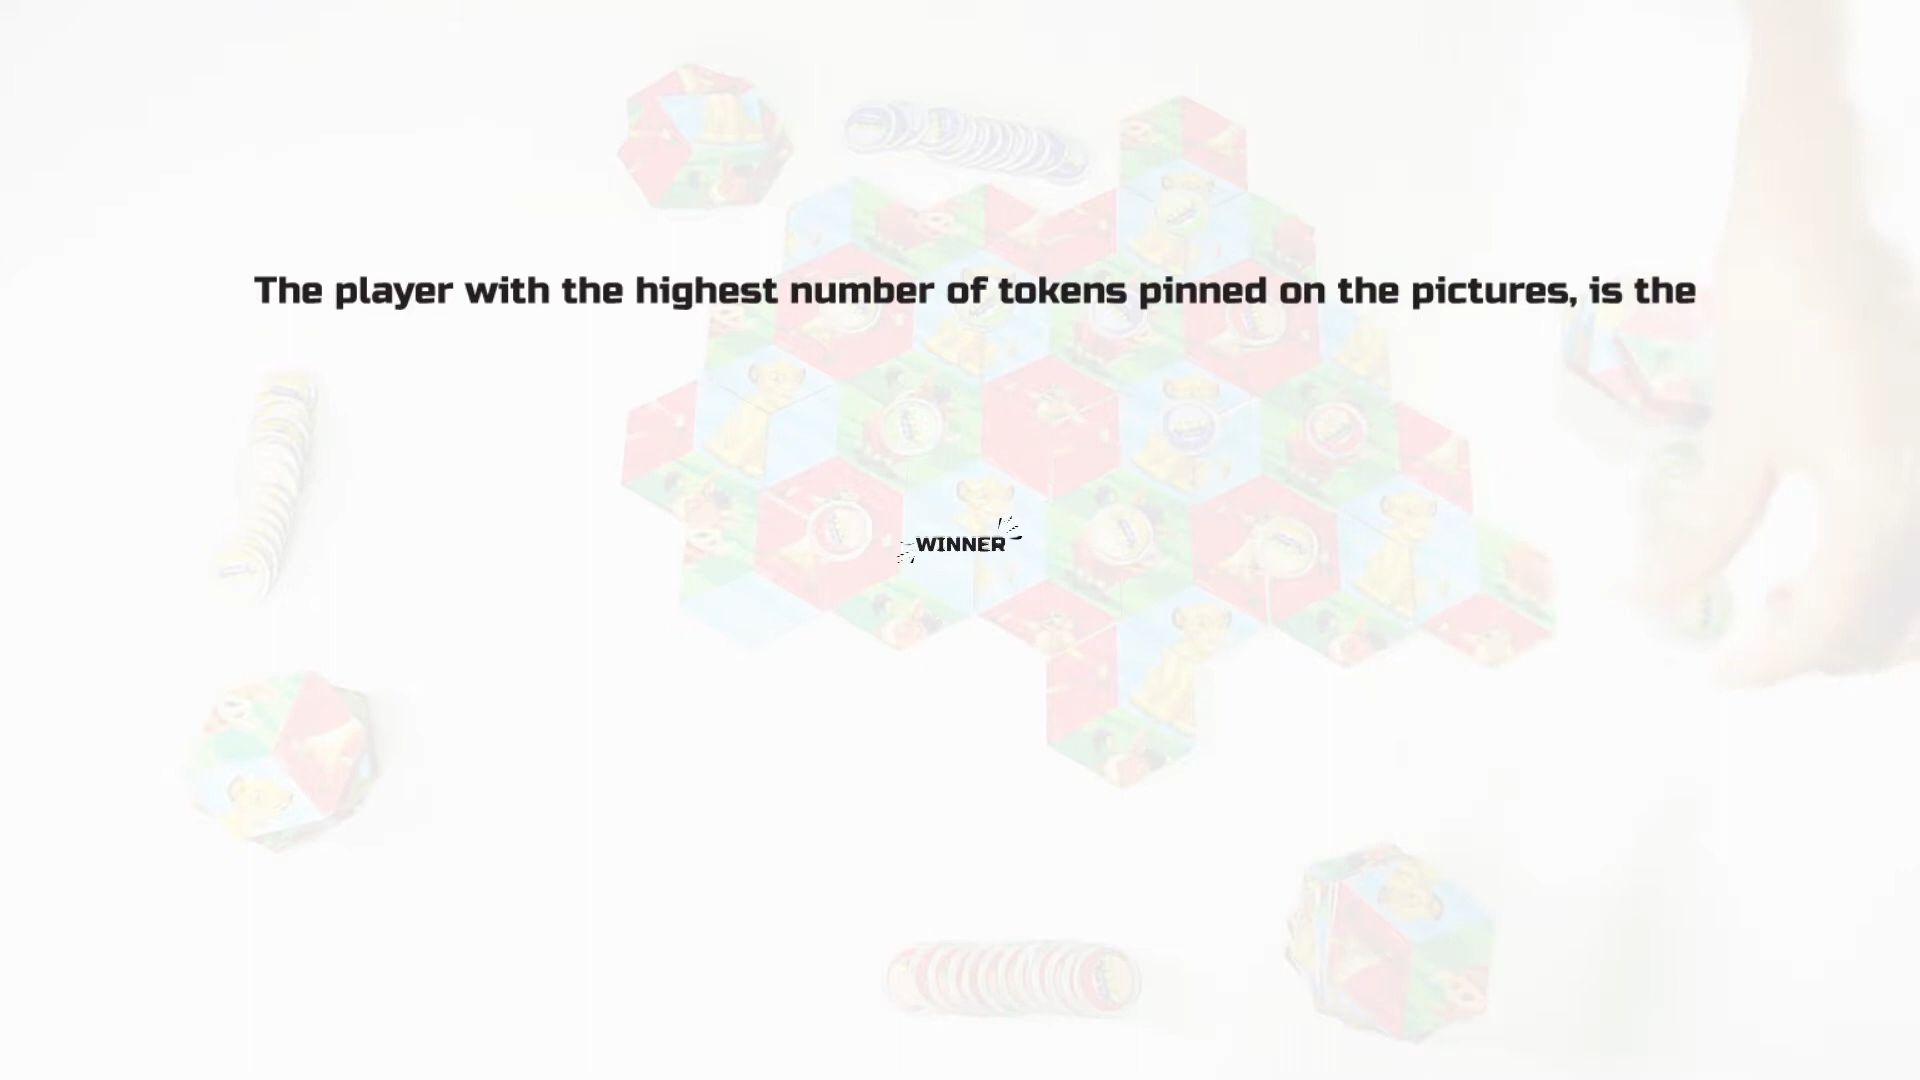 The player with the highest number of tokens pinned on the pictures, is the
WINNER